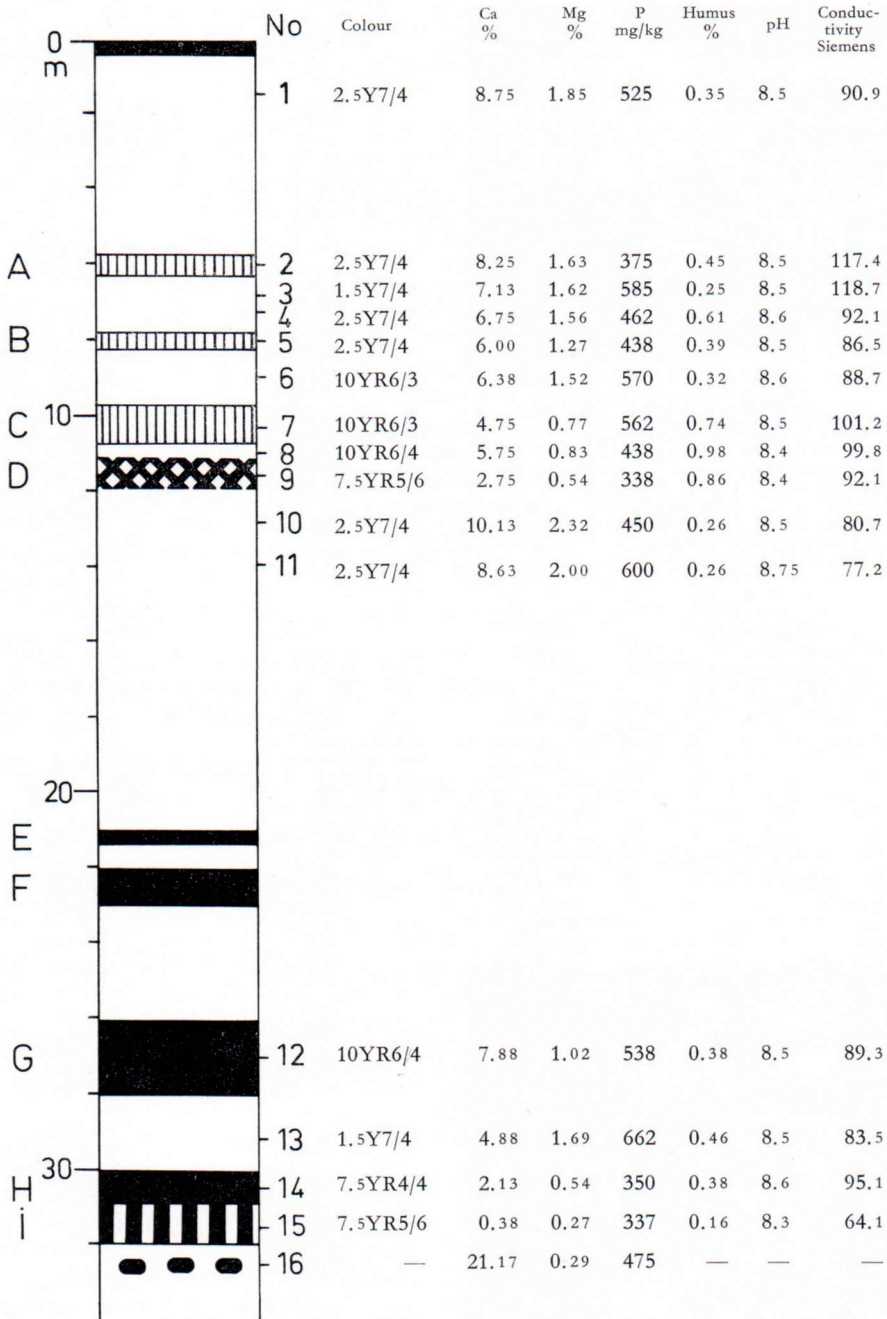 No Colour Ca % Mg % P mg/kg Humus % pH Conduc-tivity Siemens
0 m
1 2.5Y7/4 8.75 1.85 525 0.35 8.5 90.9
A 2 2.5Y7/4 8.25 1.63 375 0.45 8.5 117.4
3 1.5Y7/4 7.13 1.62 585 0.25 8.5 118.7
4 2.5Y7/4 6.75 1.56 462 0.61 8.6 92.1
B 5 2.5Y7/4 6.00 1.27 438 0.39 8.5 86.5
6 10YR6/3 6.38 1.52 570 0.32 8.6 88.7
C 10 7 10YR6/3 4.75 0.77 562 0.74 8.5 101.2
8 10YR6/4 5.75 0.83 438 0.98 8.4 99.8
D 9 7.5YR5/6 2.75 0.54 338 0.86 8.4 92.1
10 2.5Y7/4 10.13 2.32 450 0.26 8.5 80.7
11 2.5Y7/4 8.63 2.00 600 0.26 8.75 77.2
20
E
F
G 12 10YR6/4 7.88 1.02 538 0.38 8.5 89.3
13 1.5Y7/4 4.88 1.69 662 0.46 8.5 83.5
30
H 14 7.5YR4/4 2.13 0.54 350 0.38 8.6 95.1
i 15 7.5YR5/6 0.38 0.27 337 0.16 8.3 64.1
16 — 21.17 0.29 475 — — —